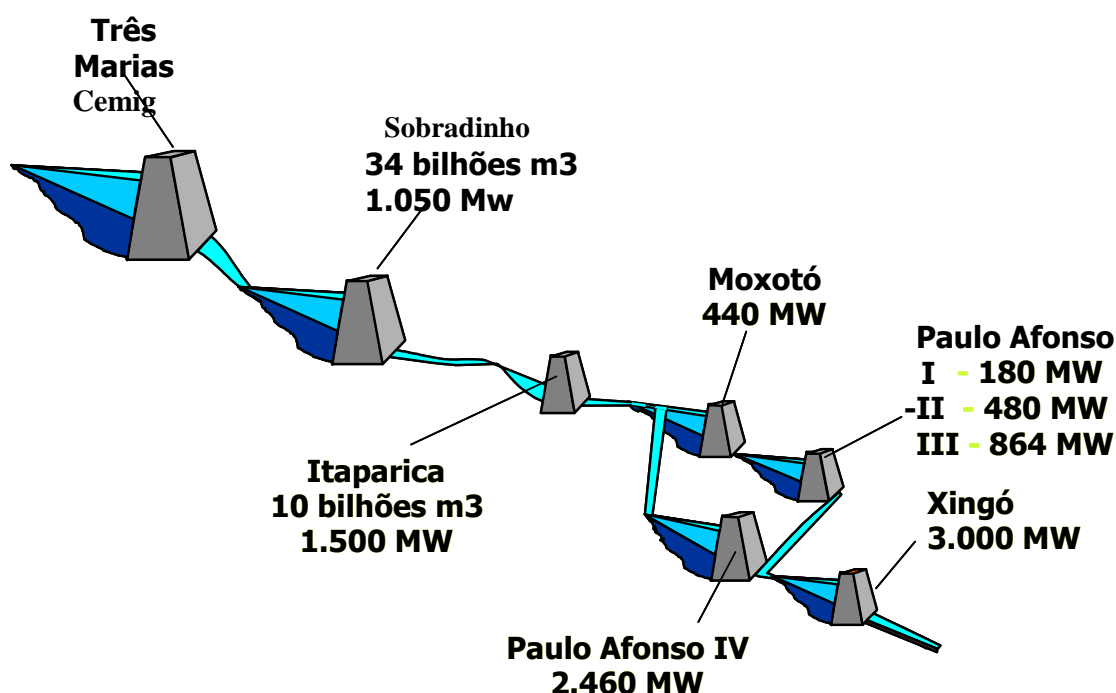 Três
Marias
Cemig
Sobradinho
34 bilhões m3
1.050 Mw
Moxotó
440 MW
Paulo Afonso
I - 180 MW
-II - 480 MW
III - 864 MW
Itaparica
10 bilhões m3
1.500 MW
Xingó
3.000 MW
Paulo Afonso IV
2.460 MW